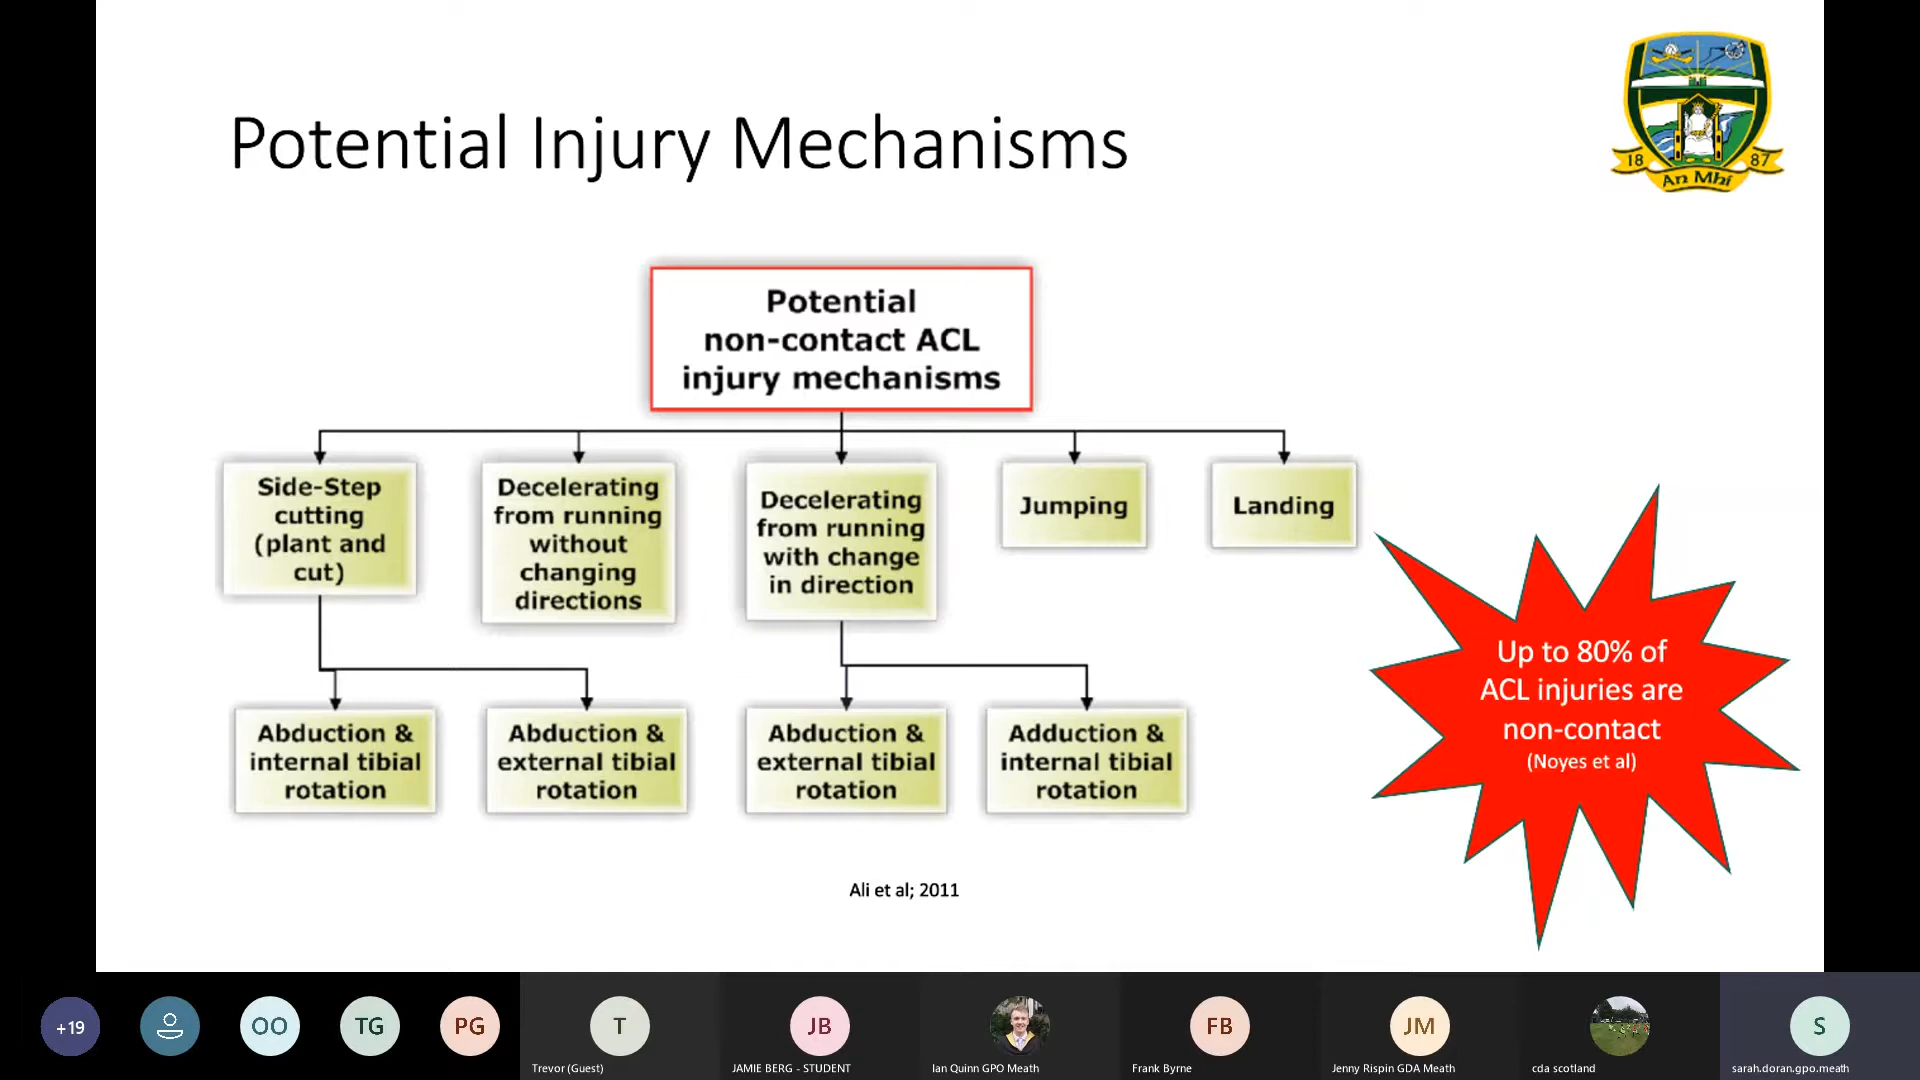 Potential Injury Mechanisms
18 87
An Mhí
Potential
non-contact ACL
injury mechanisms
Side-Step
cutting
(plant and
cut)
Decelerating
from running
without
changing
directions
Decelerating
from running
with change
in direction
Jumping
Landing
Abduction &
internal tibial
rotation
Abduction &
external tibial
rotation
Abduction &
external tibial
rotation
Adduction &
internal tibial
rotation
Up to 80% of
ACL injuries are
non-contact
(Noyes et al)
Ali et al; 2011
+19
OO
TG
PG
T
Trevor (Guest)
JB
JAMIE BERG - STUDENT
Ian Quinn GPO Meath
FB
Frank Byrne
JM
Jenny Rispin GDA Meath
cda scotland
S
sarah.doran.gpo.meath